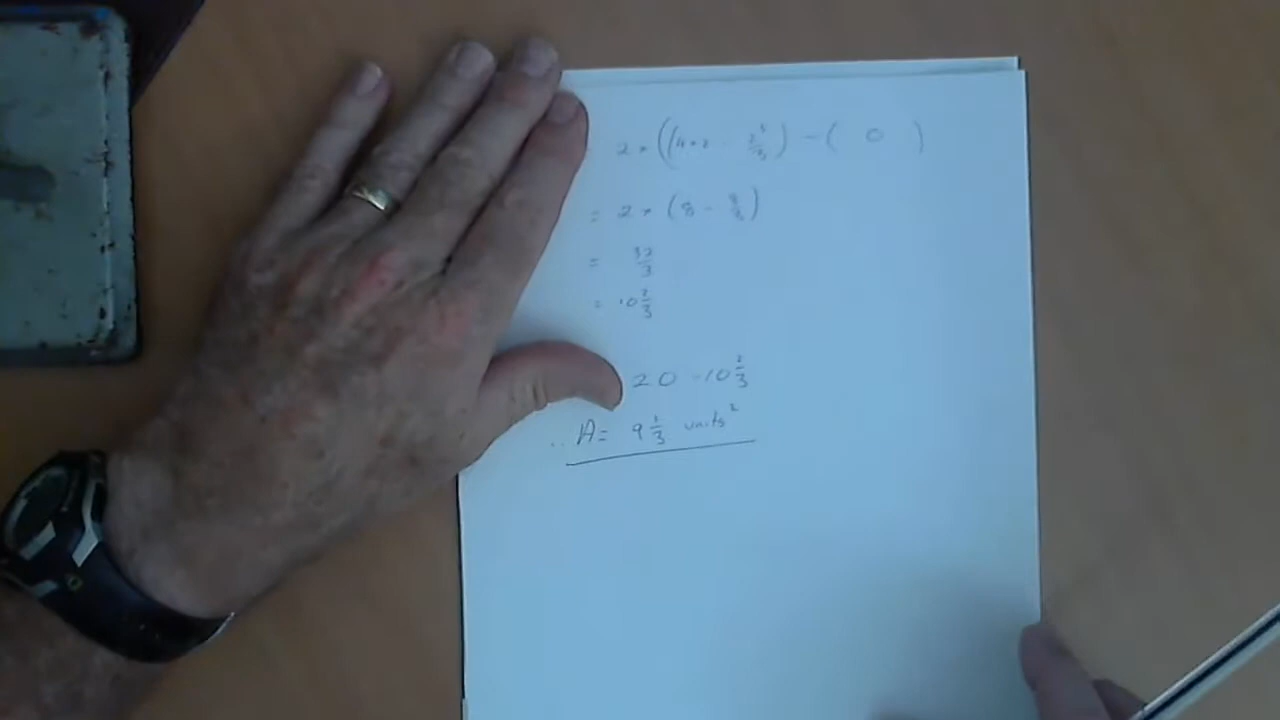 2 × ((4×2 - 2³/3) - ( 0 )
= 2 × (8 - 8/3)
= 32/3
= 10 2/3
20 - 10 2/3
∴ A = 9 1/3 units²